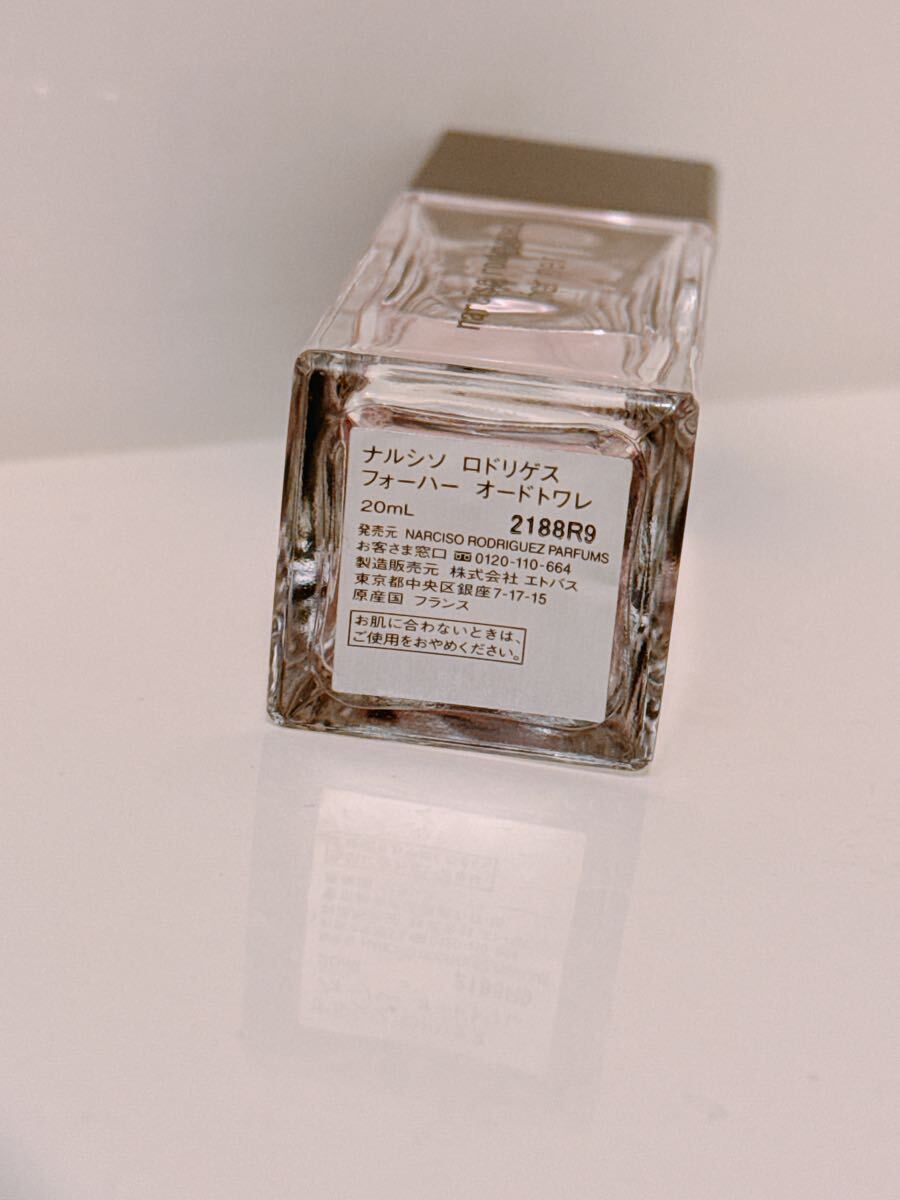 narciso rodriguez
for her
ナルシソ ロドリゲス
フォーハー オードトワレ
20mL
2188R9
発売元 NARCISO RODRIGUEZ PARFUMS
お客さま窓口 0120-110-664
製造販売元 株式会社 エトバス
東京都中央区銀座7-17-15
原産国 フランス
お肌に合わないときは、
ご使用をおやめください。